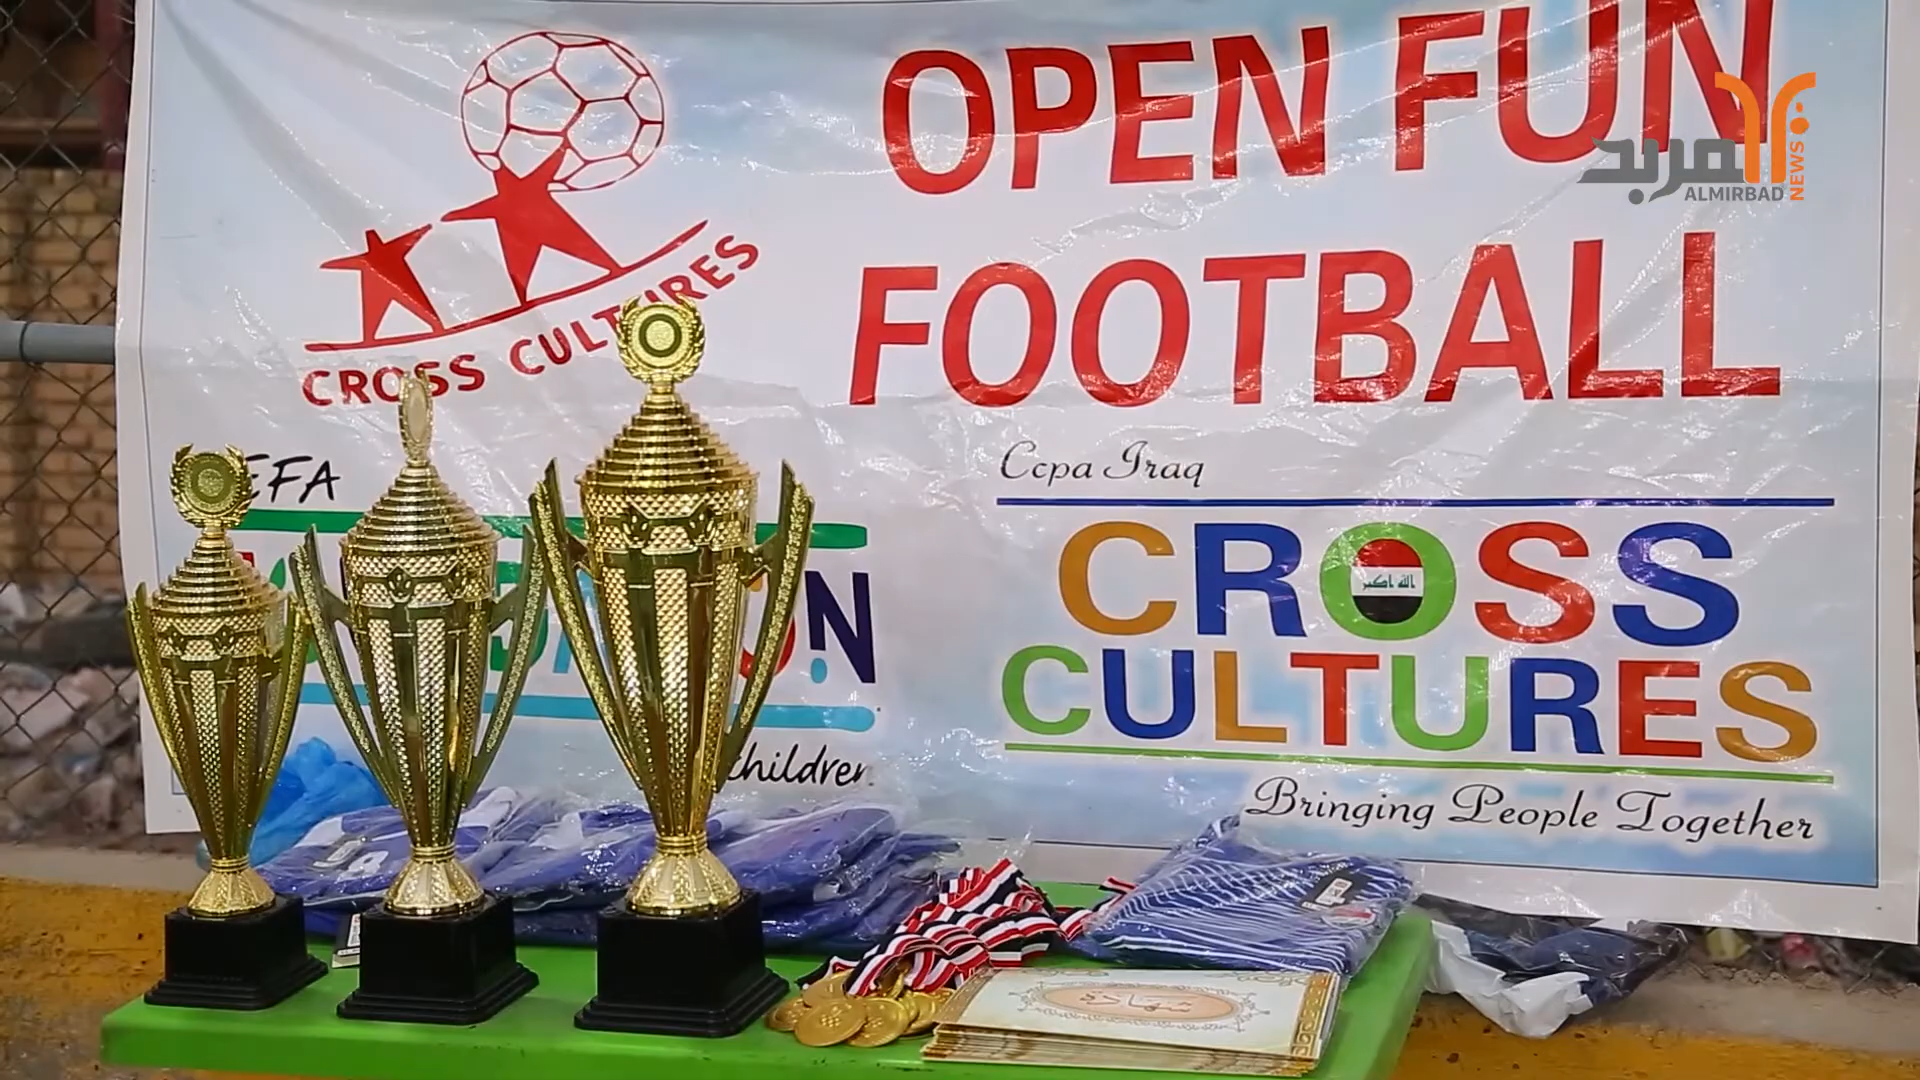 OPEN FUN
FOOTBALL
المربد
ALMIRBAD
NEWS
CROSS CULTURES
Ccpa Iraq
CROSS
الله اكبر
CULTURES
Bringing People Together
children
شهادة